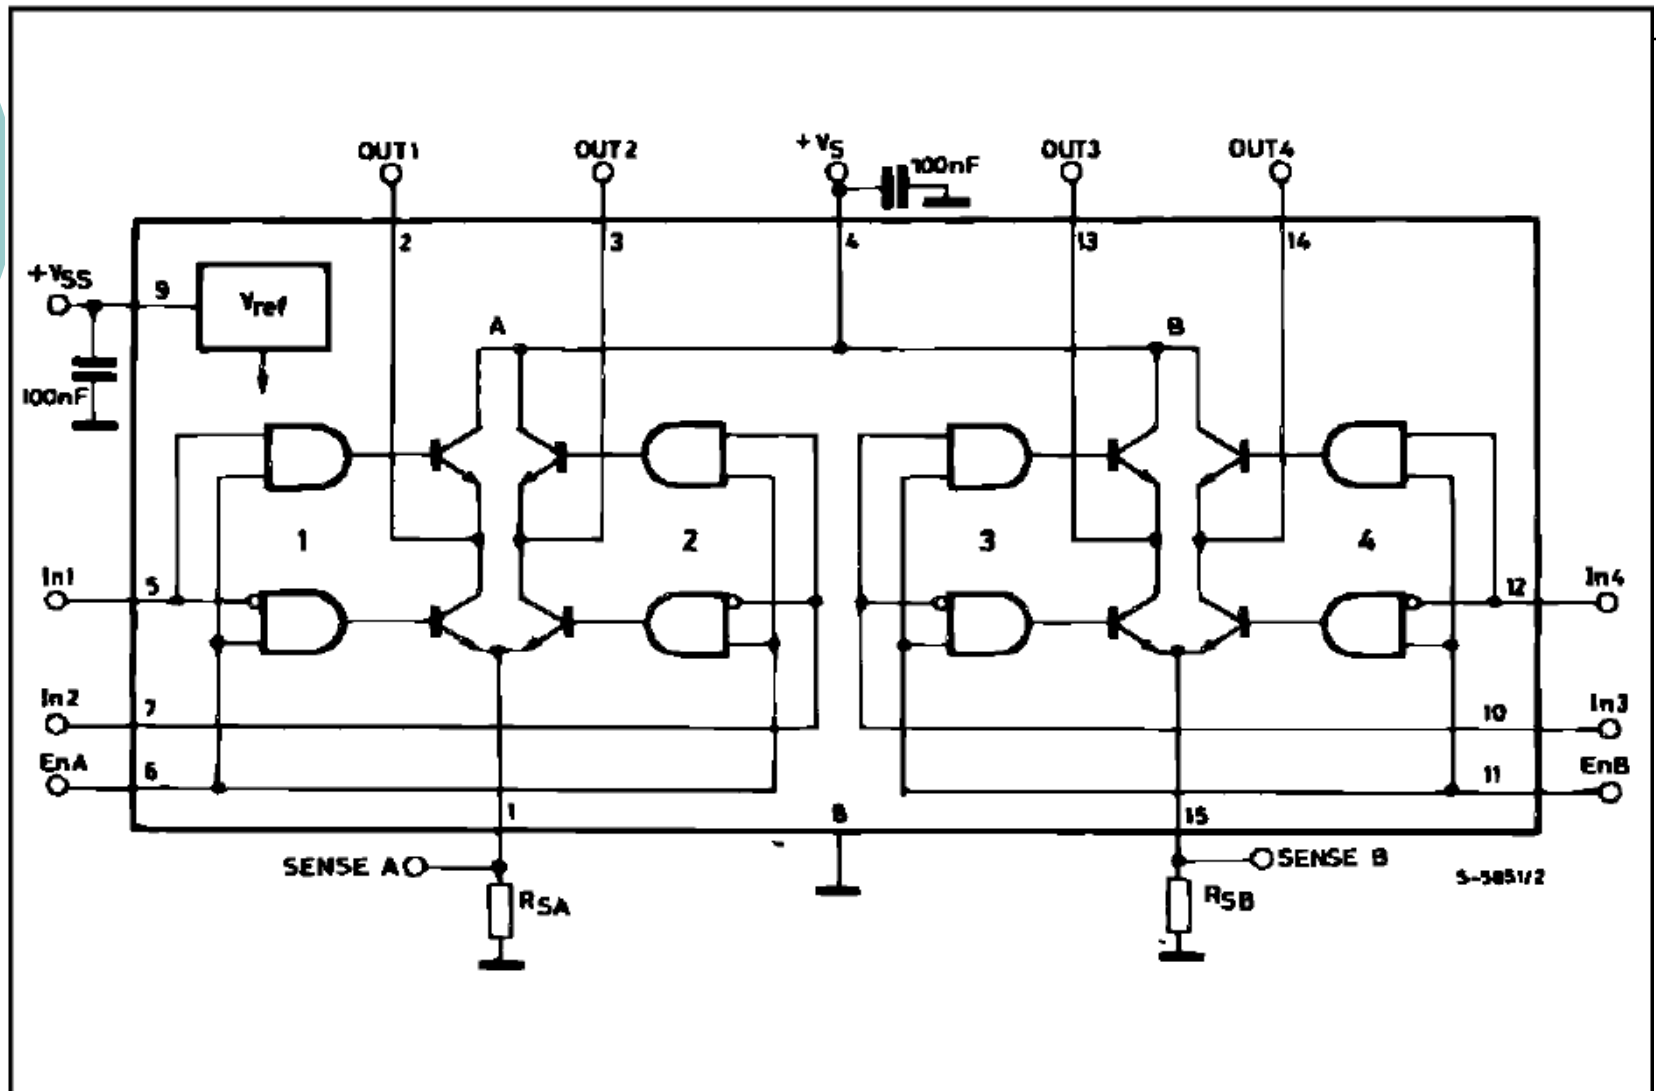 OUT1 OUT2 +VS 100nF OUT3 OUT4
2 3 4 13 14
+VSS 9 Vref
A B
100nF
1 2 3 4
In1 5 12 In4
In2 7 10 In3
EnA 6 11 EnB
1 8 15
SENSE A SENSE B
S-5851/2
RSA RSB